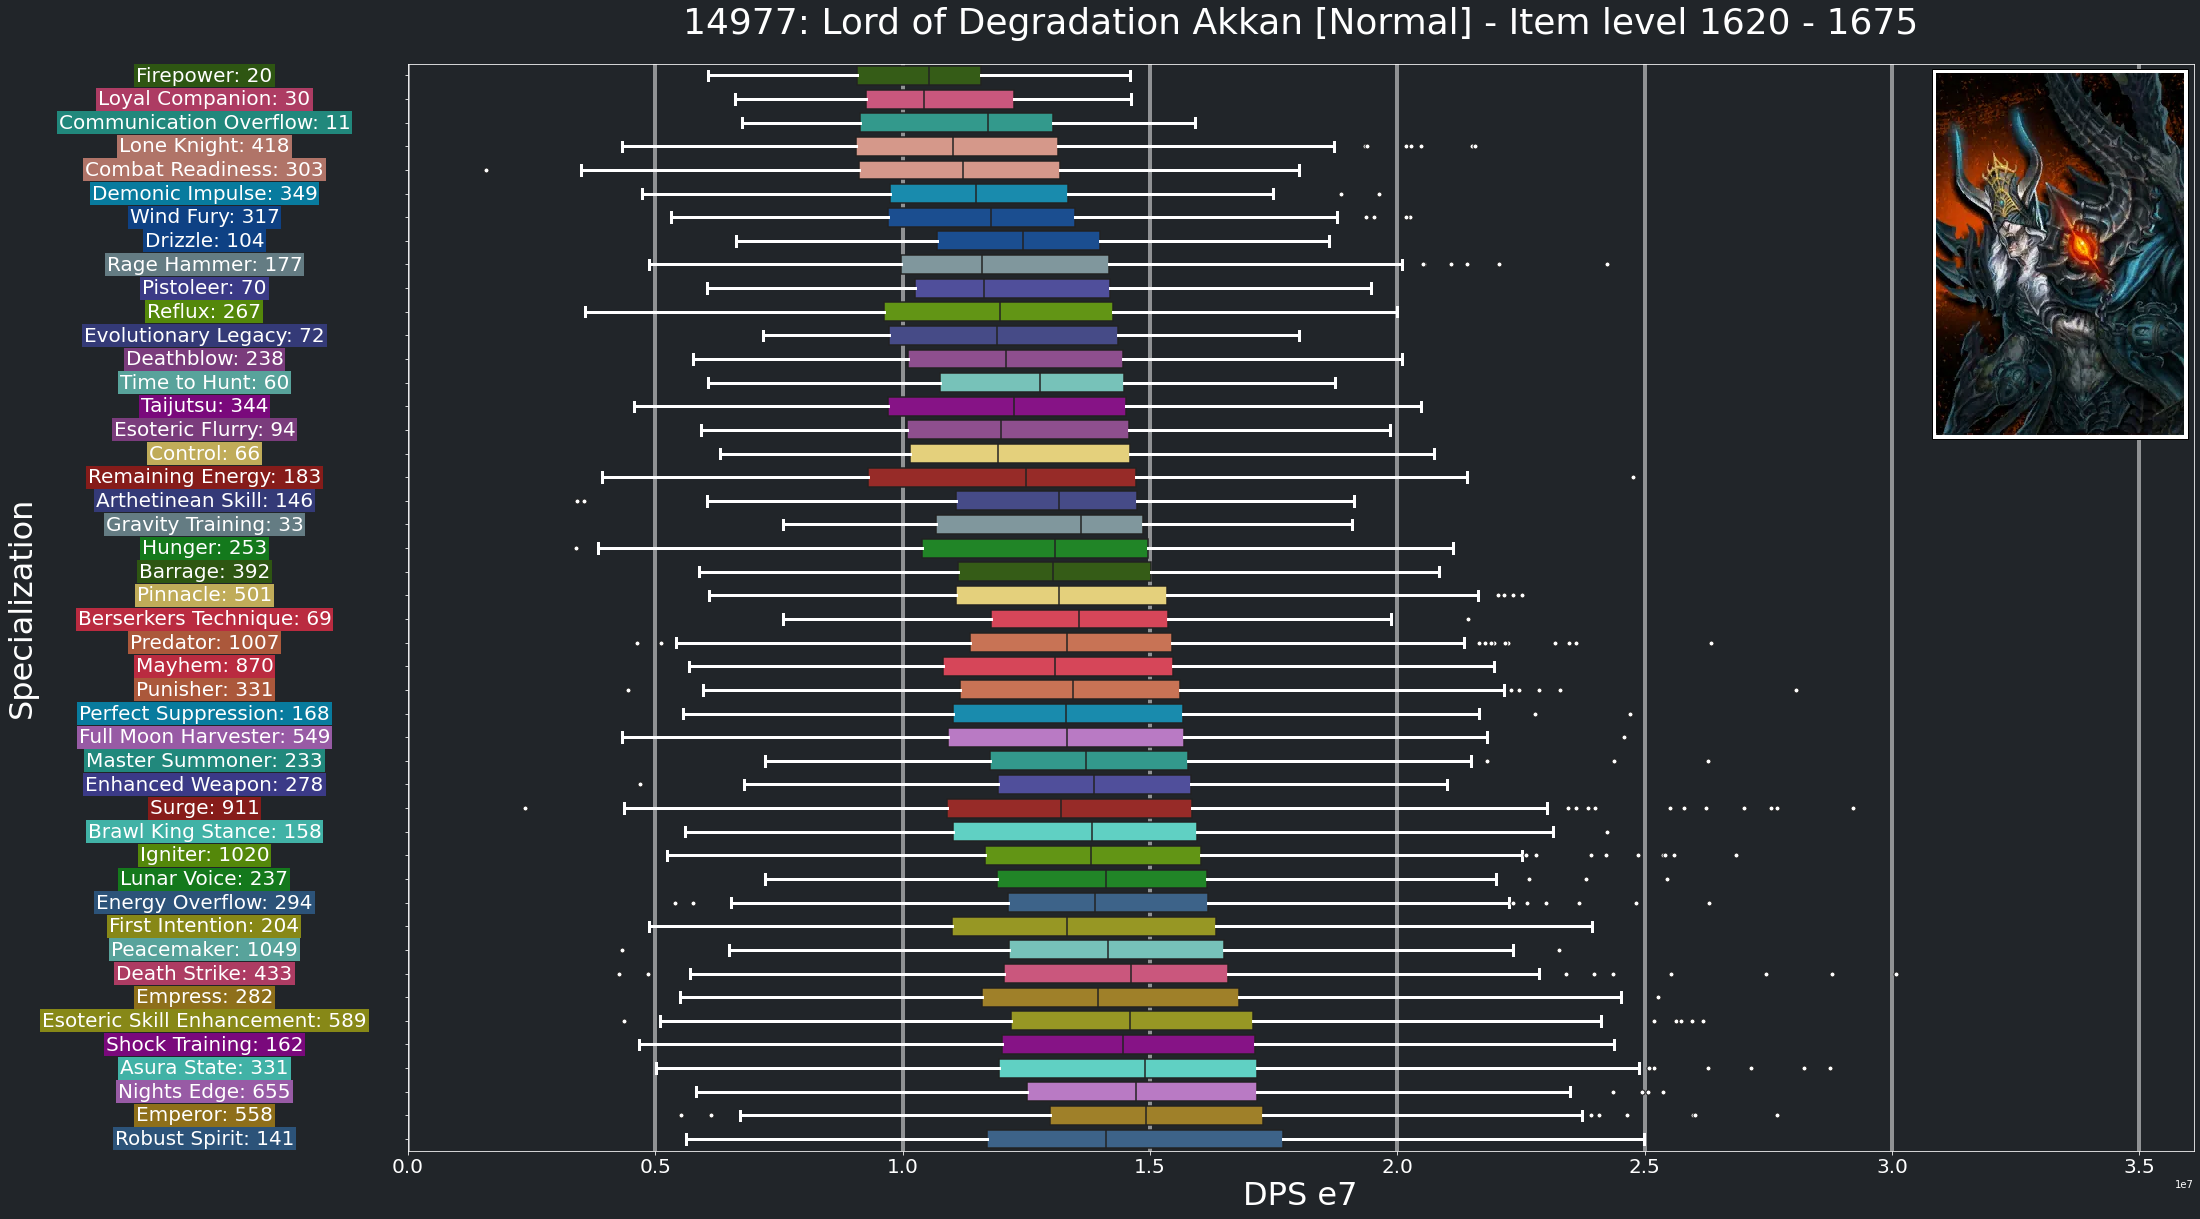 14977: Lord of Degradation Akkan [Normal] - Item level 1620 - 1675
Firepower: 20
Loyal Companion: 30
Communication Overflow: 11
Lone Knight: 418
Combat Readiness: 303
Demonic Impulse: 349
Wind Fury: 317
Drizzle: 104
Rage Hammer: 177
Pistoleer: 70
Reflux: 267
Evolutionary Legacy: 72
Deathblow: 238
Time to Hunt: 60
Taijutsu: 344
Esoteric Flurry: 94
Control: 66
Remaining Energy: 183
Arthetinean Skill: 146
Gravity Training: 33
Hunger: 253
Barrage: 392
Pinnacle: 501
Berserkers Technique: 69
Predator: 1007
Mayhem: 870
Punisher: 331
Perfect Suppression: 168
Full Moon Harvester: 549
Master Summoner: 233
Enhanced Weapon: 278
Surge: 911
Brawl King Stance: 158
Igniter: 1020
Lunar Voice: 237
Energy Overflow: 294
First Intention: 204
Peacemaker: 1049
Death Strike: 433
Empress: 282
Esoteric Skill Enhancement: 589
Shock Training: 162
Asura State: 331
Nights Edge: 655
Emperor: 558
Robust Spirit: 141
Specialization
0.0 0.5 1.0 1.5 2.0 2.5 3.0 3.5
1e7
DPS e7